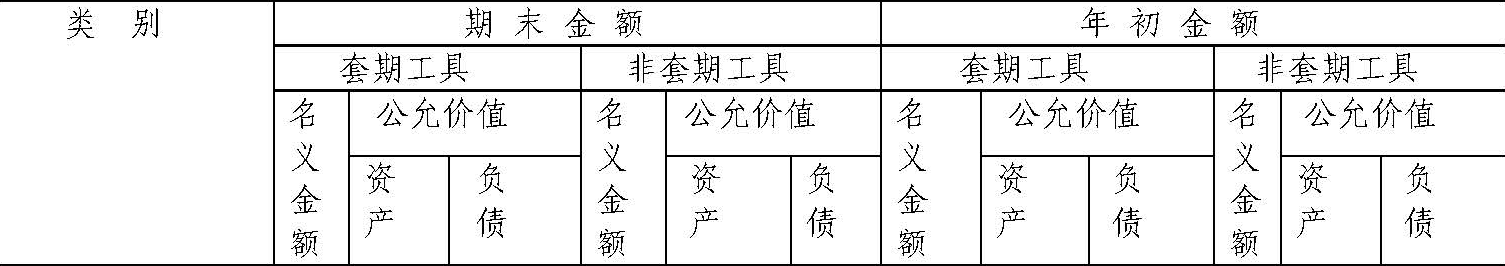 类 别 期 末 金 额 年 初 金 额
套期工具 非套期工具 套期工具 非套期工具
名义金额 公允价值 名义金额 公允价值 名义金额 公允价值 名义金额 公允价值
资产 负债 资产 负债 资产 负债 资产 负债